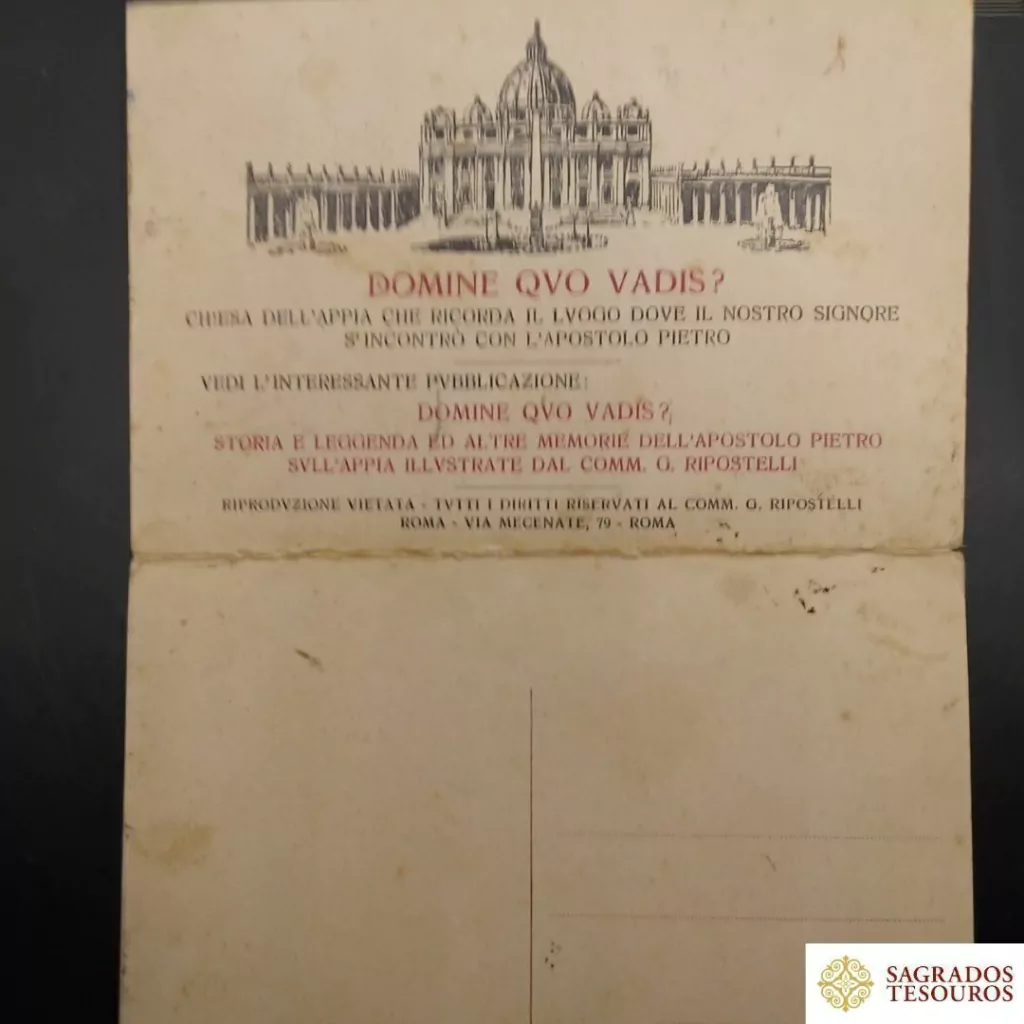 DOMINE QVO VADIS?
CHIESA DELL'APPIA CHE RICORDA IL LVOGO DOVE IL NOSTRO SIGNORE
S'INCONTRÒ CON L'APOSTOLO PIETRO
VEDI L'INTERESSANTE PVBBLICAZIONE:
DOMINE QVO VADIS?
STORIA E LEGGENDA ED ALTRE MEMORIE DELL'APOSTOLO PIETRO
SVLL'APPIA ILLVSTRATE DAL COMM. G. RIPOSTELLI
RIPRODVZIONE VIETATA - TVTTI I DIRITTI RISERVATI AL COMM. G. RIPOSTELLI
ROMA - VIA MECENATE, 79 - ROMA
SAGRADOS
TESOUROS